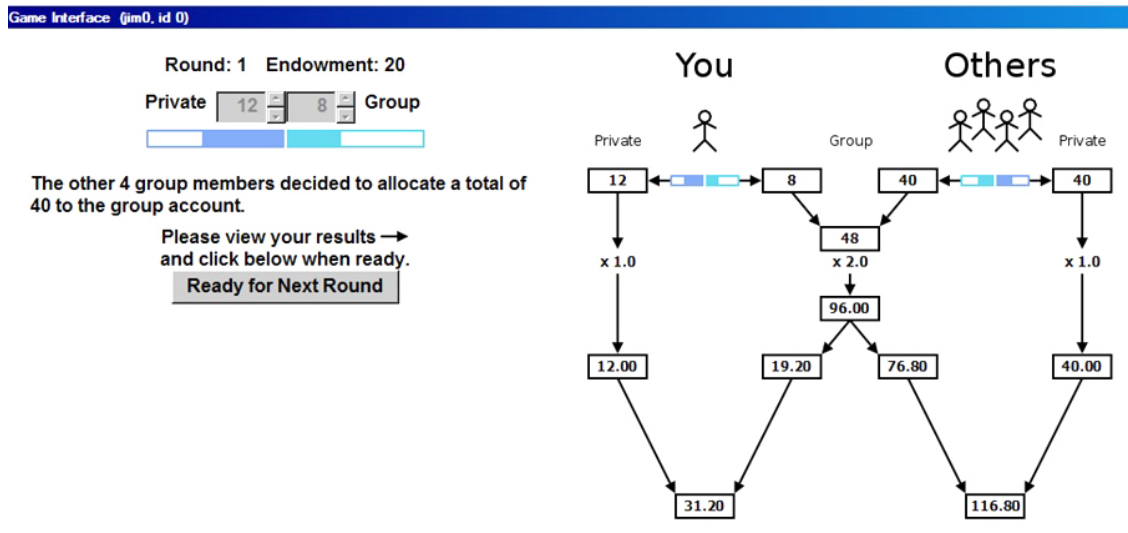 Game Interface (jim0, id 0)
Round: 1 Endowment: 20
Private 12 8 Group
The other 4 group members decided to allocate a total of
40 to the group account.
Please view your results
and click below when ready.
Ready for Next Round
You Others
Private Group Private
12 8 40 40
48
x 1.0 x 2.0 x 1.0
96.00
12.00 19.20 76.80 40.00
31.20 116.80